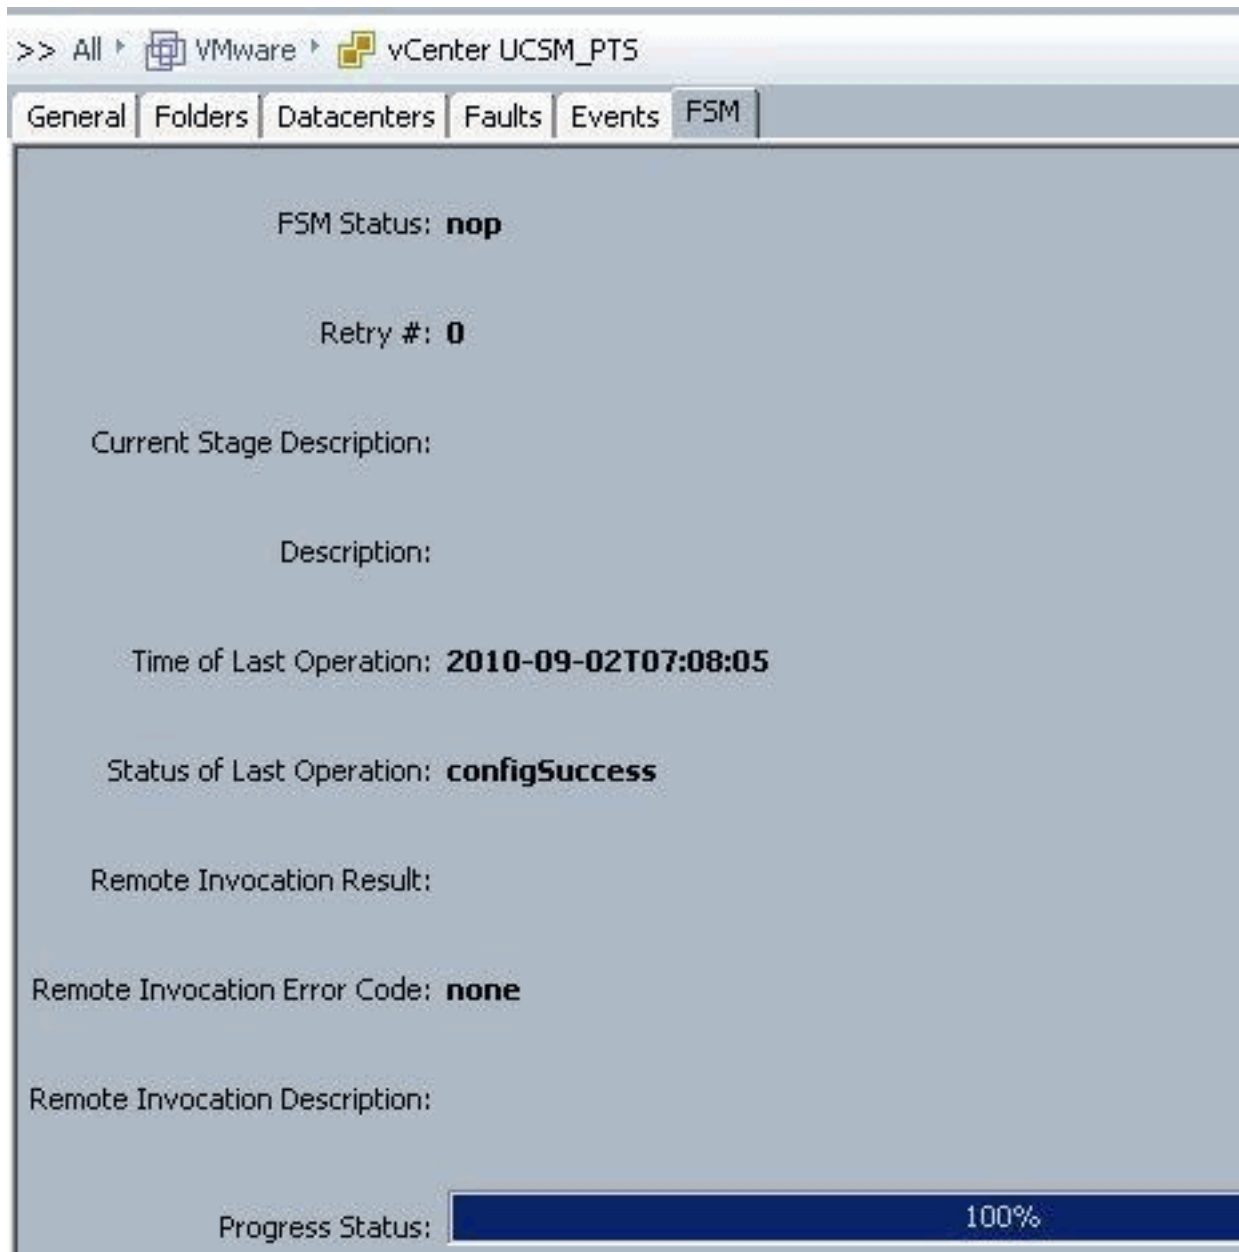 >> All VMware vCenter UCSM_PTS
General Folders Datacenters Faults Events FSM
FSM Status: nop
Retry #: 0
Current Stage Description:
Description:
Time of Last Operation: 2010-09-02T07:08:05
Status of Last Operation: configSuccess
Remote Invocation Result:
Remote Invocation Error Code: none
Remote Invocation Description:
Progress Status: 100%